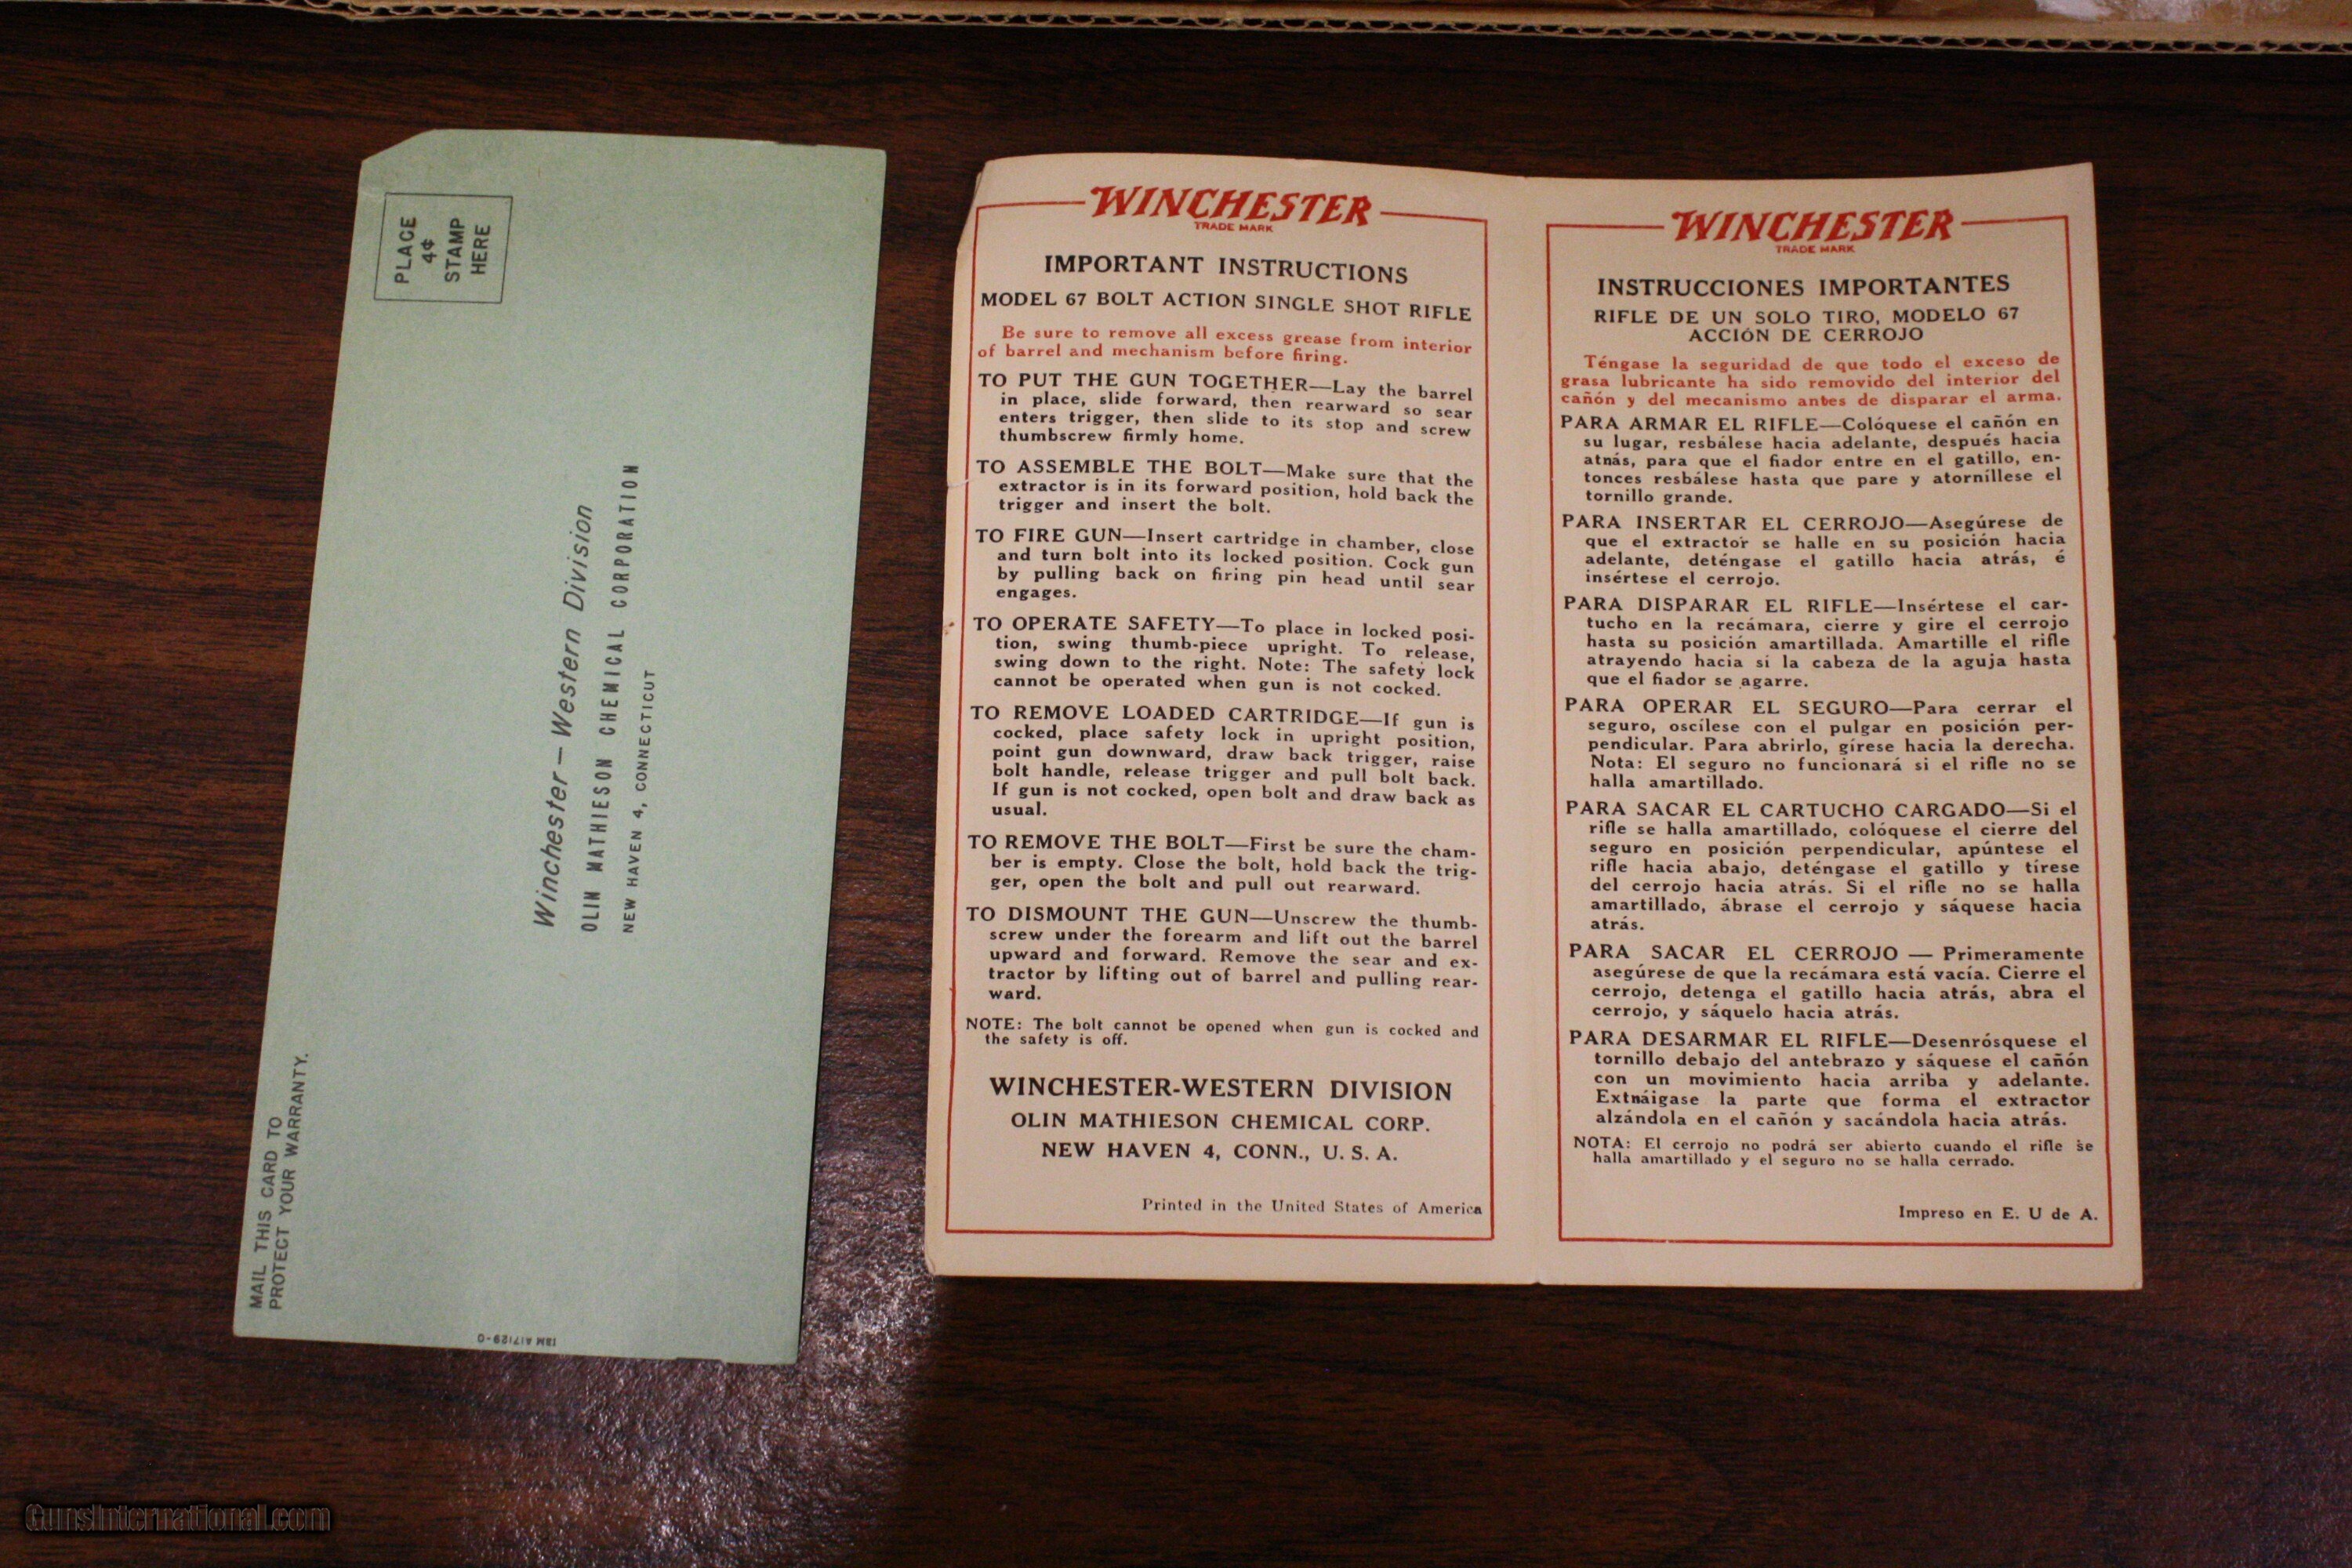 PLACE
4¢
STAMP
HERE
Winchester—Western Division
OLIN MATHIESON CHEMICAL CORPORATION
NEW HAVEN 4, CONNECTICUT
MAIL THIS CARD TO
PROTECT YOUR WARRANTY.
IBM A17129-0
WINCHESTER
TRADE MARK
IMPORTANT INSTRUCTIONS
MODEL 67 BOLT ACTION SINGLE SHOT RIFLE
Be sure to remove all excess grease from interior
of barrel and mechanism before firing.
TO PUT THE GUN TOGETHER—Lay the barrel
in place, slide forward, then rearward so sear
enters trigger, then slide to its stop and screw
thumbscrew firmly home.
TO ASSEMBLE THE BOLT—Make sure that the
extractor is in its forward position, hold back the
trigger and insert the bolt.
TO FIRE GUN—Insert cartridge in chamber, close
and turn bolt into its locked position. Cock gun
by pulling back on firing pin head until sear
engages.
TO OPERATE SAFETY—To place in locked posi-
tion, swing thumb-piece upright. To release,
swing down to the right. Note: The safety lock
cannot be operated when gun is not cocked.
TO REMOVE LOADED CARTRIDGE—If gun is
cocked, place safety lock in upright position,
point gun downward, draw back trigger, raise
bolt handle, release trigger and pull bolt back.
If gun is not cocked, open bolt and draw back as
usual.
TO REMOVE THE BOLT—First be sure the cham-
ber is empty. Close the bolt, hold back the trig-
ger, open the bolt and pull out rearward.
TO DISMOUNT THE GUN—Unscrew the thumb-
screw under the forearm and lift out the barrel
upward and forward. Remove the sear and ex-
tractor by lifting out of barrel and pulling rear-
ward.
NOTE: The bolt cannot be opened when gun is cocked and
the safety is off.
WINCHESTER-WESTERN DIVISION
OLIN MATHIESON CHEMICAL CORP.
NEW HAVEN 4, CONN., U. S. A.
Printed in the United States of America
WINCHESTER
TRADE MARK
INSTRUCCIONES IMPORTANTES
RIFLE DE UN SOLO TIRO, MODELO 67
ACCIÓN DE CERROJO
Téngase la seguridad de que todo el exceso de
grasa lubricante ha sido removido del interior del
cañón y del mecanismo antes de disparar el arma.
PARA ARMAR EL RIFLE—Colóquese el cañón en
su lugar, resbálese hacia adelante, después hacia
atnás, para que el fiador entre en el gatillo, en-
tonces resbálese hasta que pare y atorníllese el
tornillo grande.
PARA INSERTAR EL CERROJO—Asegúrese de
que el extractor se halle en su posición hacia
adelante, deténgase el gatillo hacia atrás, é
insértese el cerrojo.
PARA DISPARAR EL RIFLE—Insértese el car-
tucho en la recámara, cierre y gire el cerrojo
hasta su posición amartillada. Amartille el rifle
atrayendo hacia si la cabeza de la aguja hasta
que el fiador se agarre.
PARA OPERAR EL SEGURO—Para cerrar el
seguro, oscílese con el pulgar en posición per-
pendicular. Para abrirlo, gírese hacia la derecha.
Nota: El seguro no funcionará si el rifle no se
halla amartillado.
PARA SACAR EL CARTUCHO CARGADO—Si el
rifle se halla amartillado, colóquese el cierre del
seguro en posición perpendicular, apúntese el
rifle hacia abajo, deténgase el gatillo y tírese
del cerrojo hacia atrás. Si el rifle no se halla
amartillado, ábrase el cerrojo y sáquese hacia
atrás.
PARA SACAR EL CERROJO — Primeramente
asegúrese de que la recámara está vacía. Cierre el
cerrojo, detenga el gatillo hacia atrás, abra el
cerrojo, y sáquelo hacia atrás.
PARA DESARMAR EL RIFLE—Desenrósquese el
tornillo debajo del antebrazo y sáquese el cañón
con un movimiento hacia arriba y adelante.
Extnáigase la parte que forma el extractor
alzándola en el cañón y sacándola hacia atrás.
NOTA: El cerrojo no podrá ser abierto cuando el rifle se
halla amartillado y el seguro no se halla cerrado.
Impreso en E. U de A.
GunsInternational.com